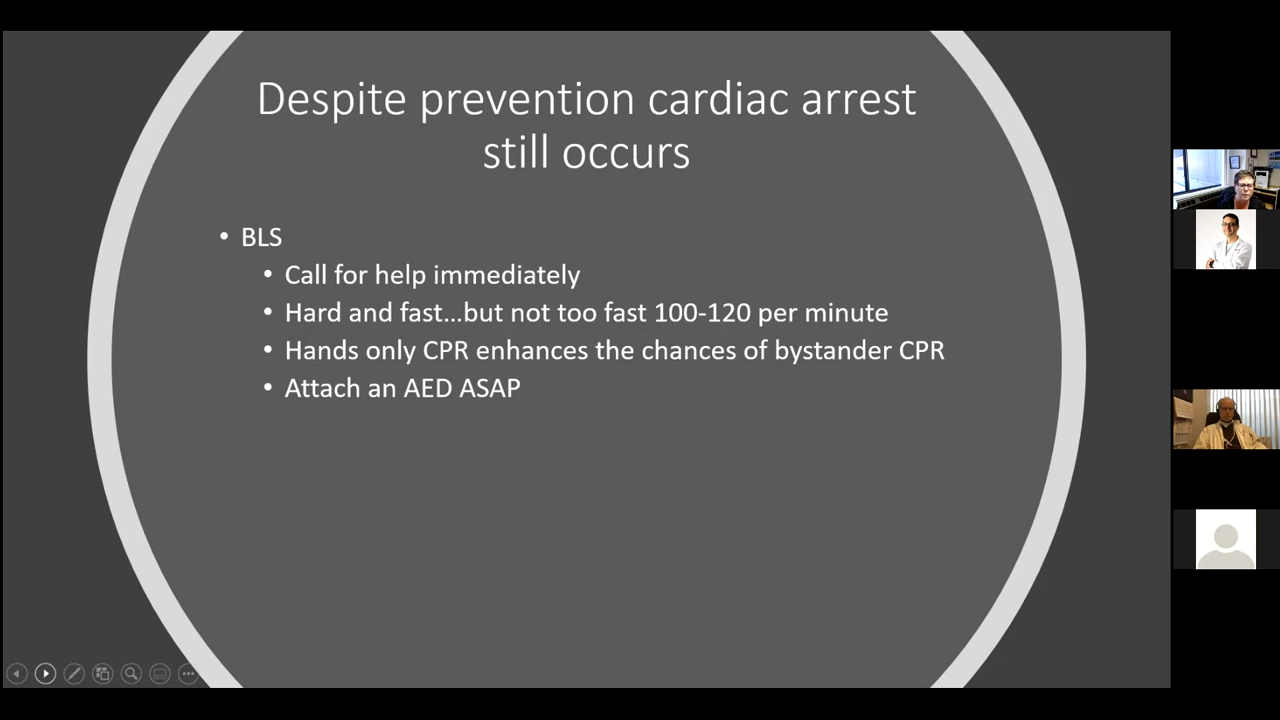 Despite prevention cardiac arrest
still occurs
• BLS
• Call for help immediately
• Hard and fast...but not too fast 100-120 per minute
• Hands only CPR enhances the chances of bystander CPR
• Attach an AED ASAP